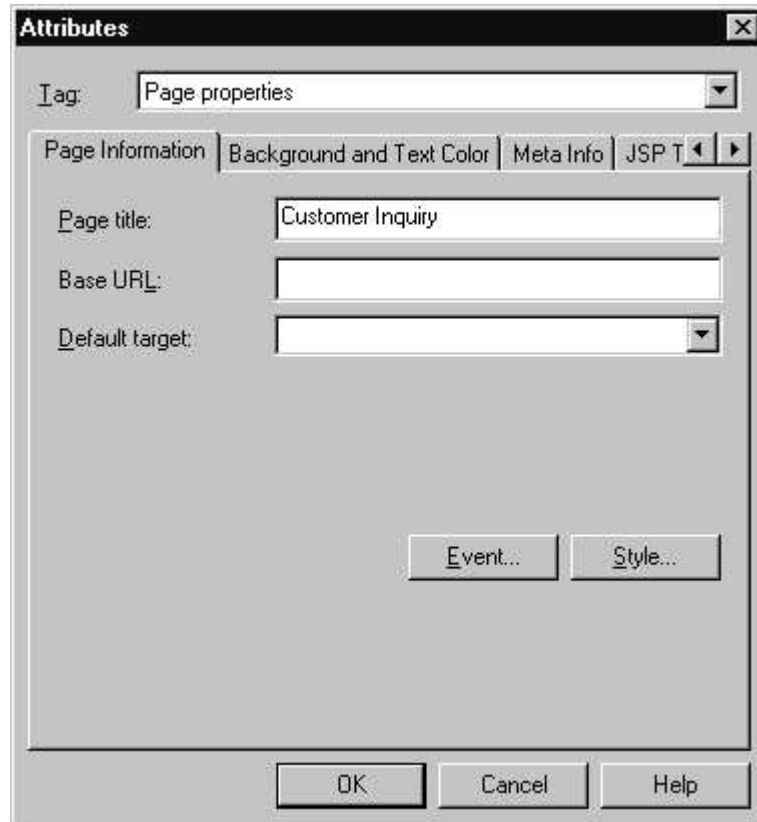 Attributes
Tag: Page properties
Page Information Background and Text Color Meta Info JSP T
Page title: Customer Inquiry
Base URL:
Default target:
Event... Style...
OK Cancel Help